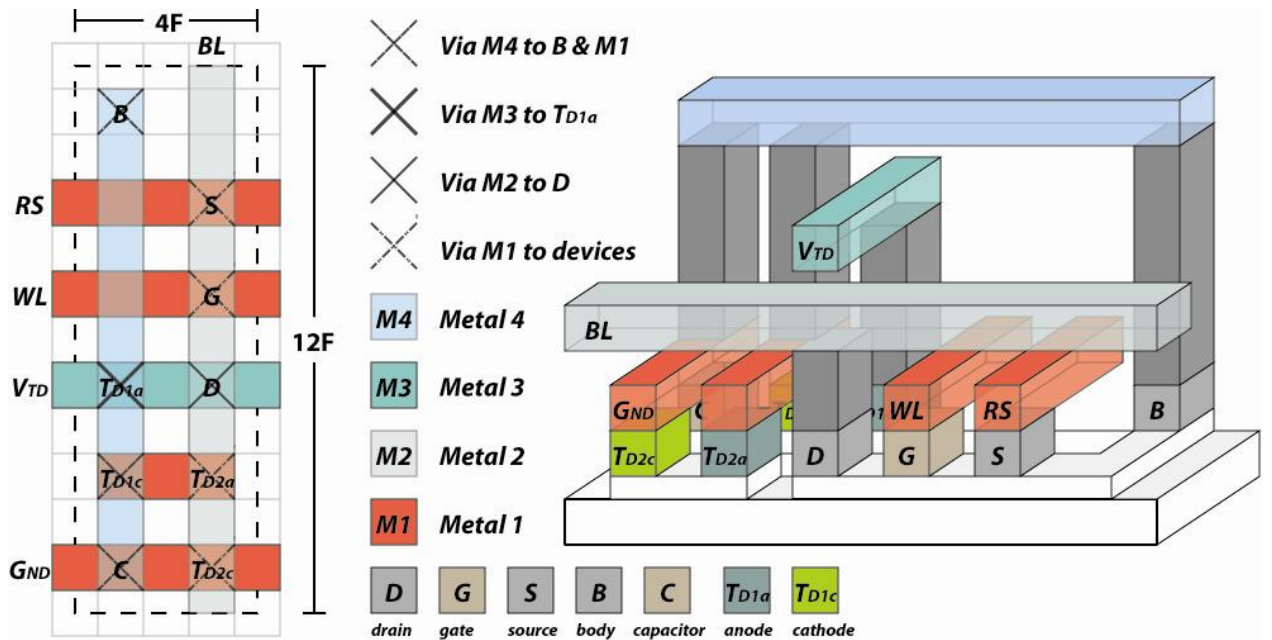 4F
BL
B
RS
S
WL
G
12F
VTD
TD1a
D
TD1c
TD2a
GND
C
TD2c
Via M4 to B & M1
Via M3 to TD1a
Via M2 to D
Via M1 to devices
M4 Metal 4
M3 Metal 3
M2 Metal 2
M1 Metal 1
D G S B C TD1a TD1c
drain gate source body capacitor anode cathode
VTD
BL
GND
WL
RS
B
TD2c
TD2a
D
G
S